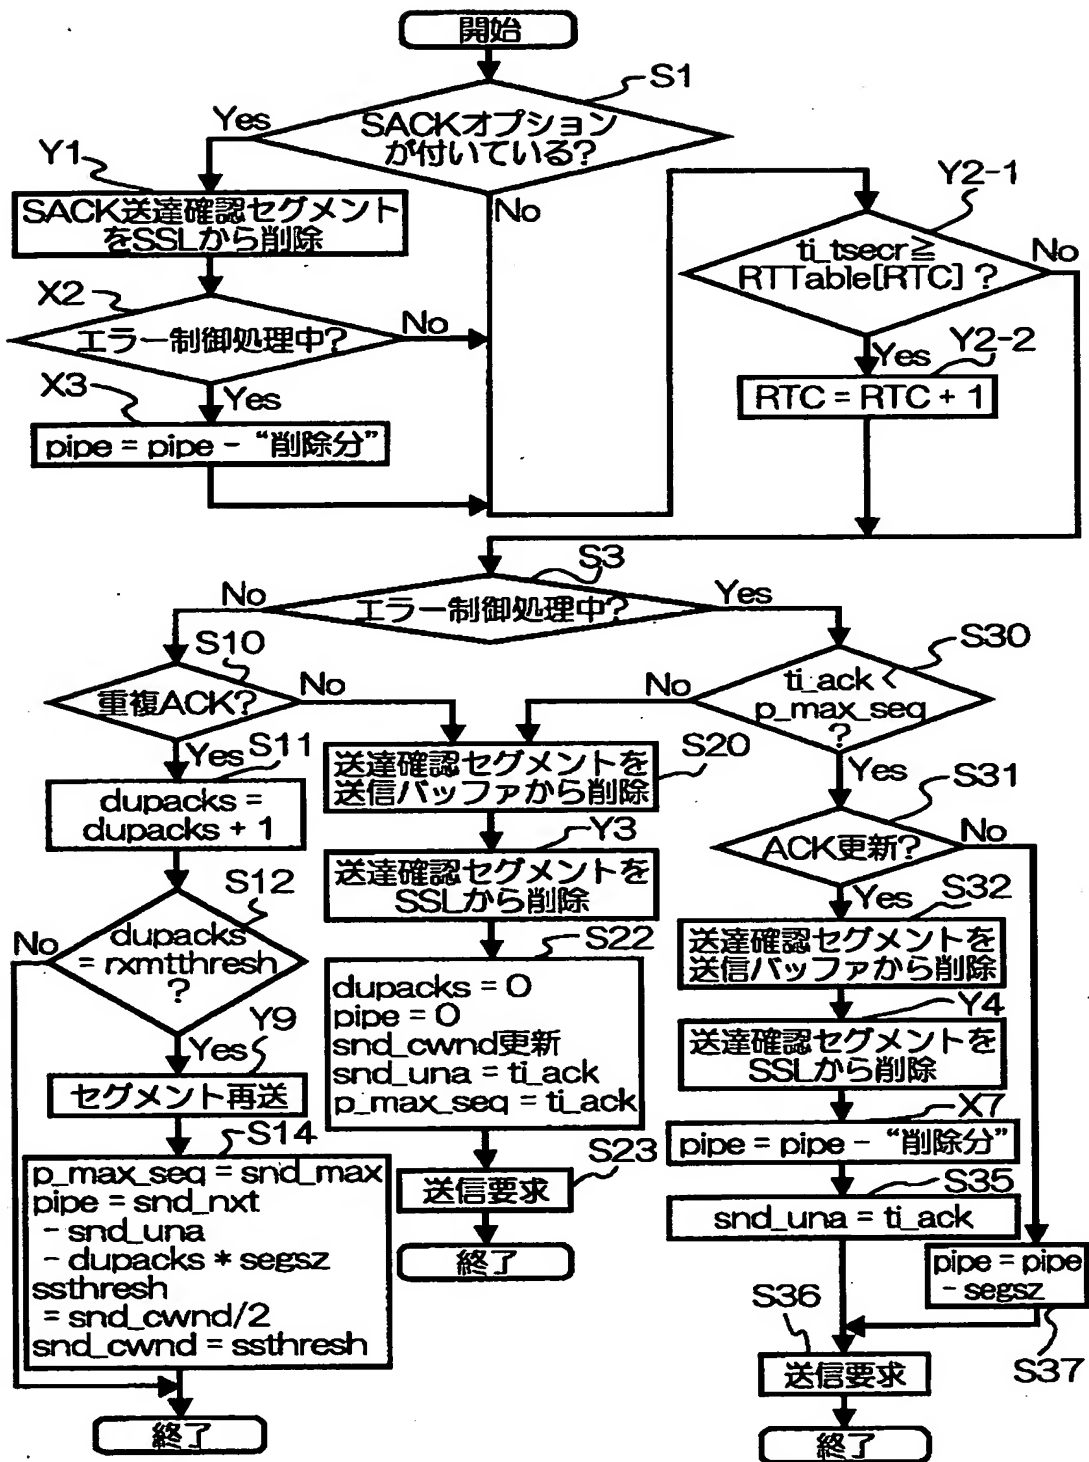 開始
S1
SACKオプション
が付いている?
Yes
No
Y1
SACK送達確認セグメント
をSSLから削除
X2
エラー制御処理中?
No
Yes
X3
pipe = pipe - “削除分”
Y2-1
ti_tsecr≧
RTTable[RTC] ?
No
Yes
Y2-2
RTC = RTC + 1
S3
エラー制御処理中?
No
Yes
S10
重複ACK?
No
Yes
S11
dupacks =
dupacks + 1
S12
dupacks
= rxmtthresh
?
No
Yes
Y9
セグメント再送
S14
p_max_seq = snd_max
pipe = snd_nxt
- snd_una
- dupacks * segsz
ssthresh
= snd_cwnd/2
snd_cwnd = ssthresh
終了
S20
送達確認セグメントを
送信バッファから削除
Y3
送達確認セグメントを
SSLから削除
S22
dupacks = 0
pipe = 0
snd_cwnd更新
snd_una = ti_ack
p_max_seq = ti_ack
S23
送信要求
終了
S30
ti_ack <
p_max_seq
?
No
Yes
S31
ACK更新?
No
Yes
S32
送達確認セグメントを
送信バッファから削除
Y4
送達確認セグメントを
SSLから削除
X7
pipe = pipe - “削除分”
S35
snd_una = ti_ack
pipe = pipe
- segsz
S37
S36
送信要求
終了